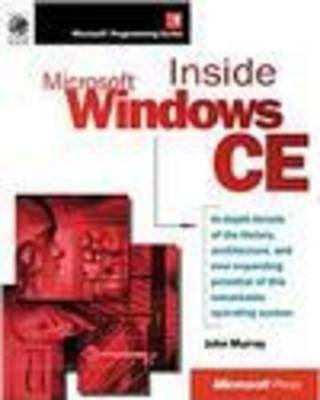 Microsoft Programming Series
Inside
Microsoft
Windows
CE
In-depth details
of the history,
architecture, and
ever-expanding
potential of this
remarkable
operating system
John Murray
Microsoft Press